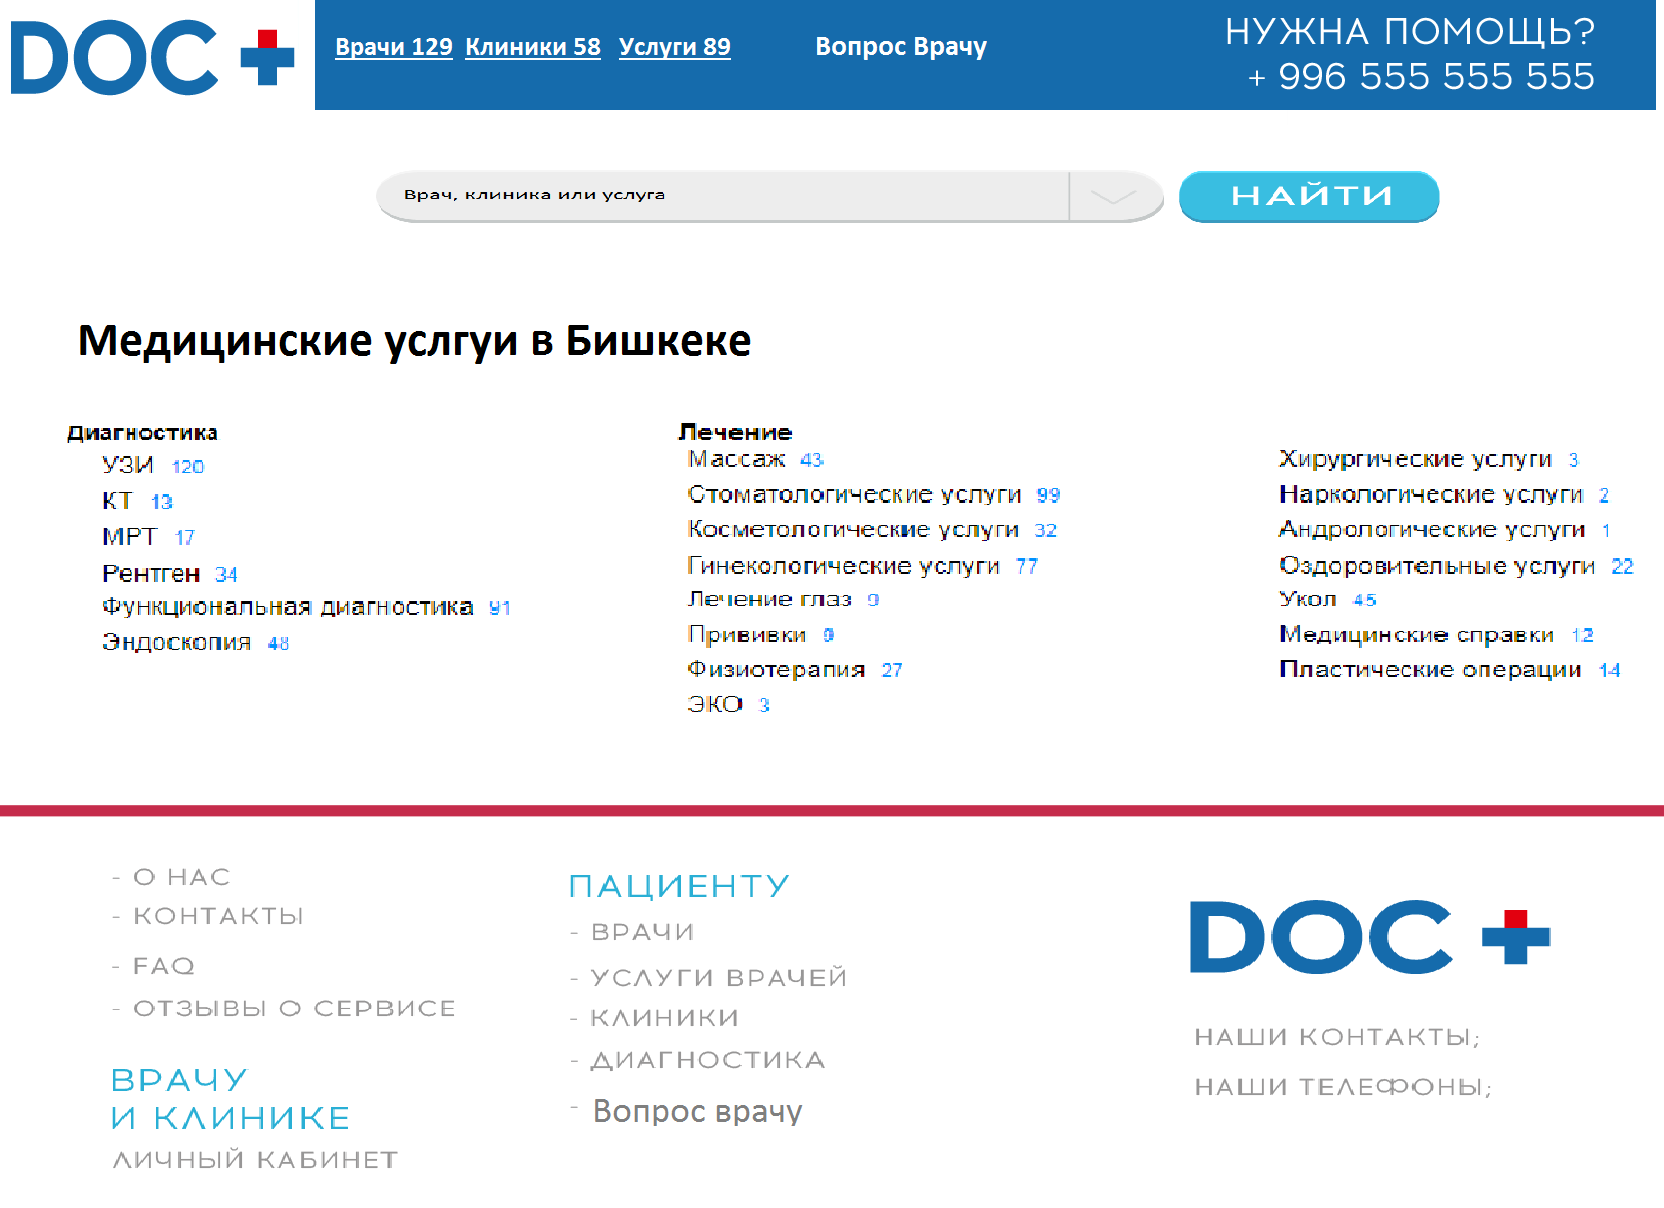 DOC
Врачи 129 Клиники 58 Услуги 89 Вопрос Врачу
НУЖНА ПОМОЩЬ?
+ 996 555 555 555
Врач, клиника или услуга
НАЙТИ
Медицинские услгуи в Бишкеке
Диагностика
УЗИ 120
КТ 13
МРТ 17
Рентген 34
Функциональная диагностика 91
Эндоскопия 48
Лечение
Массаж 43
Стоматологические услуги 99
Косметологические услуги 32
Гинекологические услуги 77
Лечение глаз 9
Прививки 9
Физиотерапия 27
ЭКО 3
Хирургические услуги 3
Наркологические услуги 2
Андрологические услуги 1
Оздоровительные услуги 22
Укол 45
Медицинские справки 12
Пластические операции 14
- О НАС
- КОНТАКТЫ
- FAQ
- ОТЗЫВЫ О СЕРВИСЕ
ВРАЧУ
И КЛИНИКЕ
ЛИЧНЫЙ КАБИНЕТ
ПАЦИЕНТУ
- ВРАЧИ
- УСЛУГИ ВРАЧЕЙ
- КЛИНИКИ
- ДИАГНОСТИКА
- Вопрос врачу
DOC
НАШИ КОНТАКТЫ;
НАШИ ТЕЛЕФОНЫ;